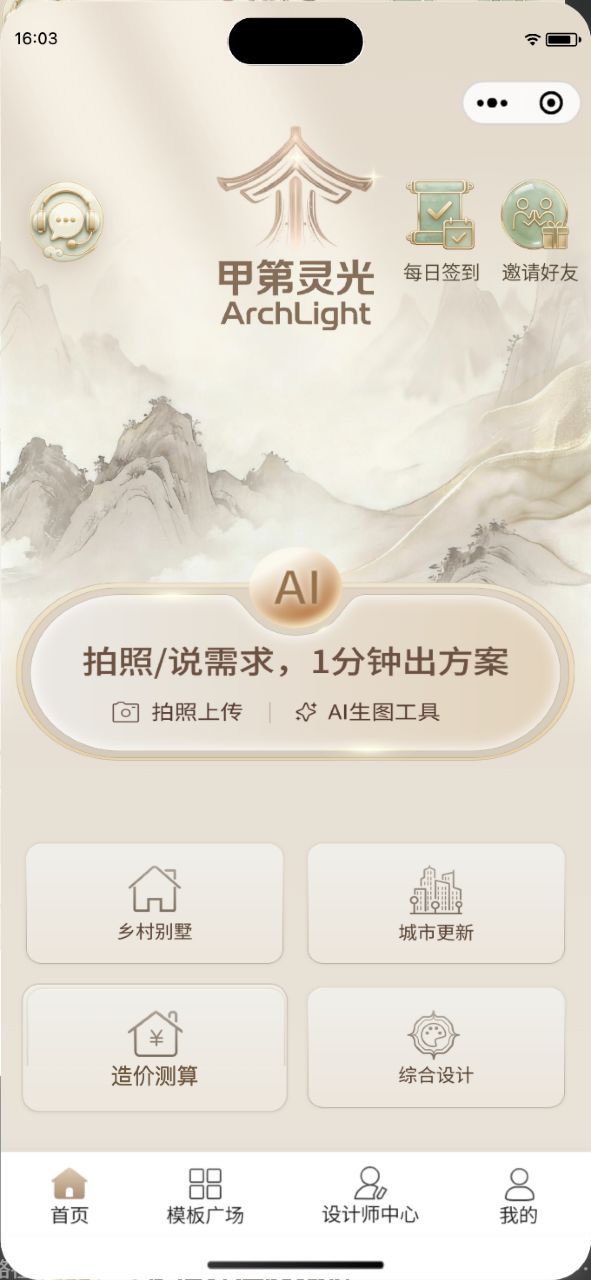 16:03
甲第灵光
ArchLight
每日签到
邀请好友
AI
拍照/说需求，1分钟出方案
拍照上传
AI生图工具
乡村别墅
城市更新
造价测算
综合设计
首页
模板广场
设计师中心
我的